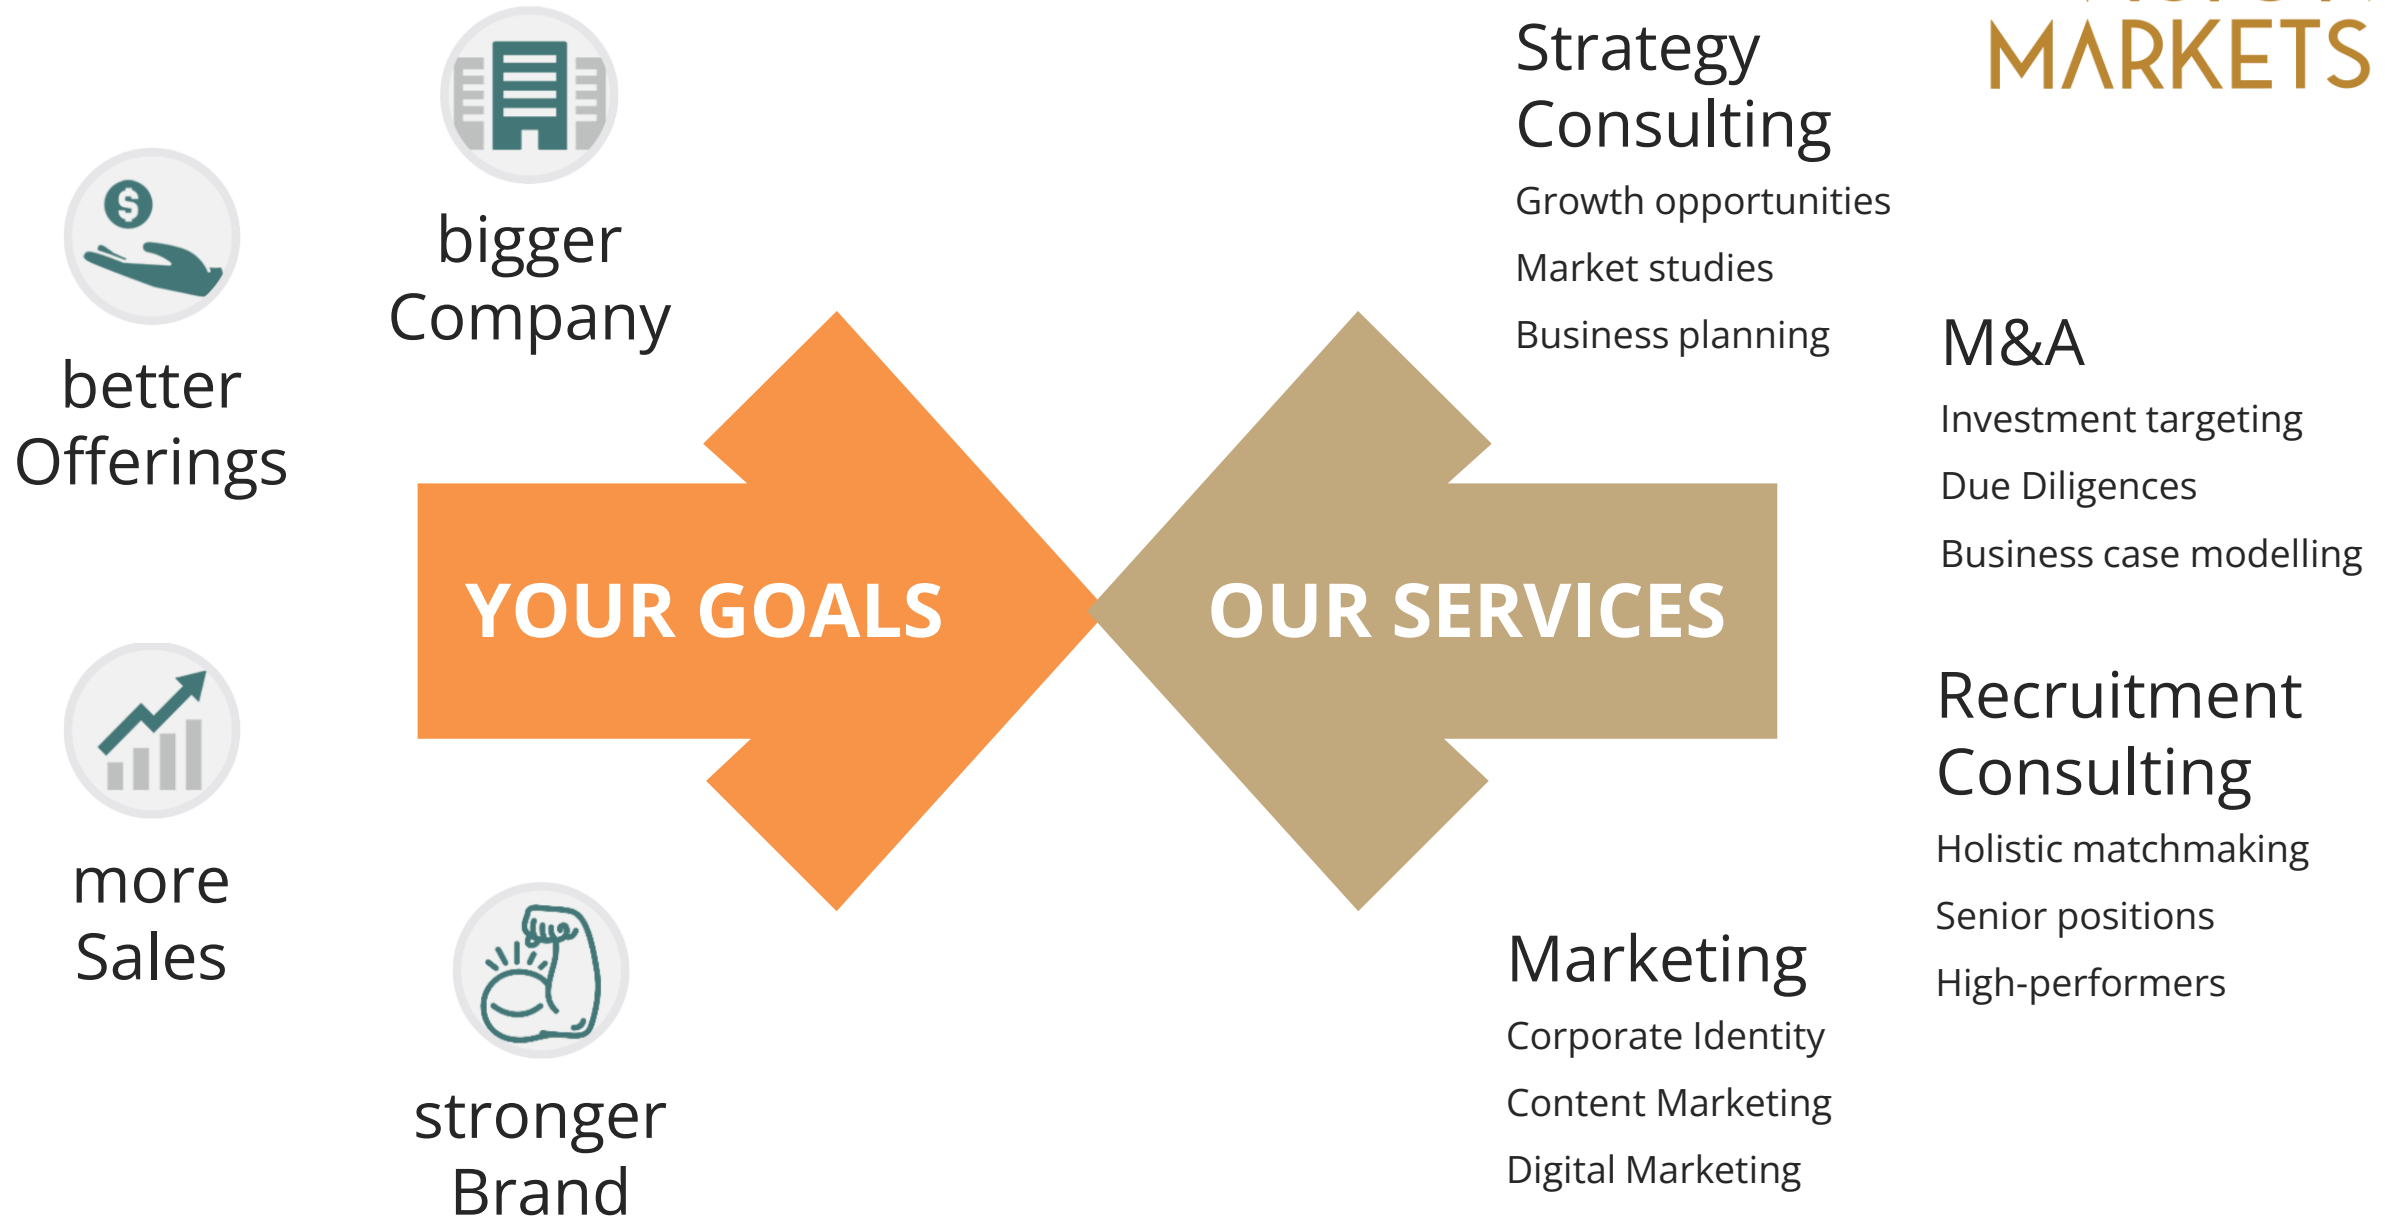 bigger
Company
better
Offerings
YOUR GOALS
more
Sales
stronger
Brand
MARKETS
Strategy
Consulting
Growth opportunities
Market studies
Business planning
M&A
Investment targeting
Due Diligences
Business case modelling
OUR SERVICES
Recruitment
Consulting
Holistic matchmaking
Senior positions
High-performers
Marketing
Corporate Identity
Content Marketing
Digital Marketing
$